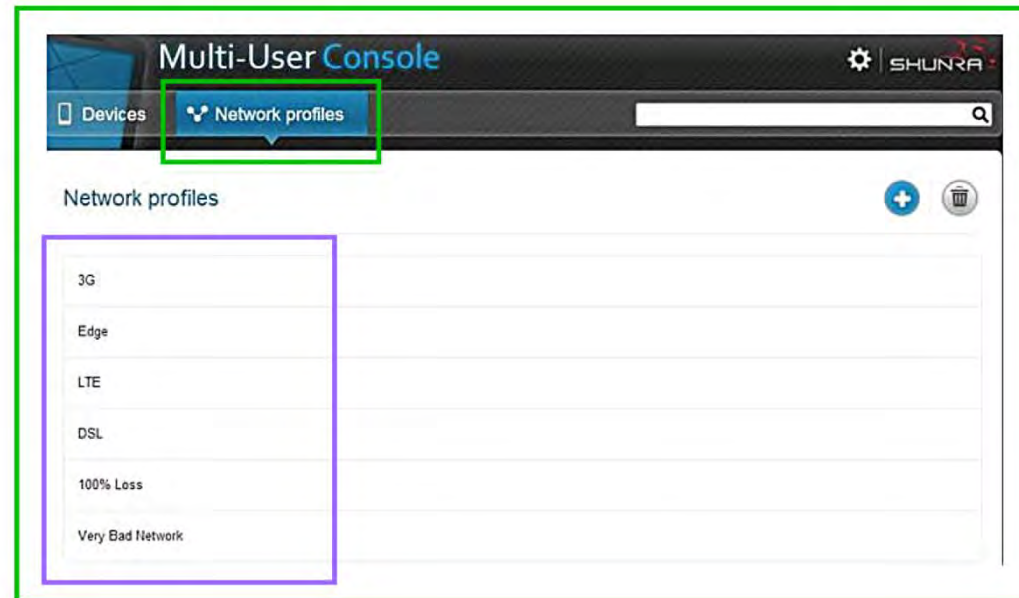 Multi-User Console
SHUNRA
Devices
Network profiles
Network profiles
3G
Edge
LTE
DSL
100% Loss
Very Bad Network